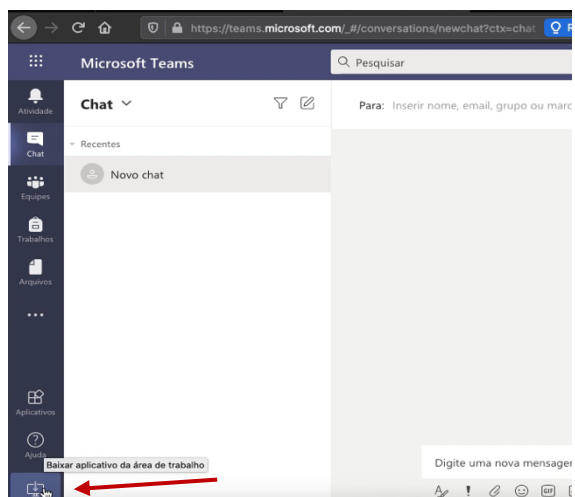 https://teams.microsoft.com/_#/conversations/newchat?ctx=chat
Microsoft Teams
Pesquisar
Atividade
Chat
Para: Inserir nome, email, grupo ou marc
Chat
Recentes
Novo chat
Equipes
Trabalhos
Arquivos
Aplicativos
Ajuda
Baixar aplicativo da área de trabalho
Digite uma nova mensagem
GIF